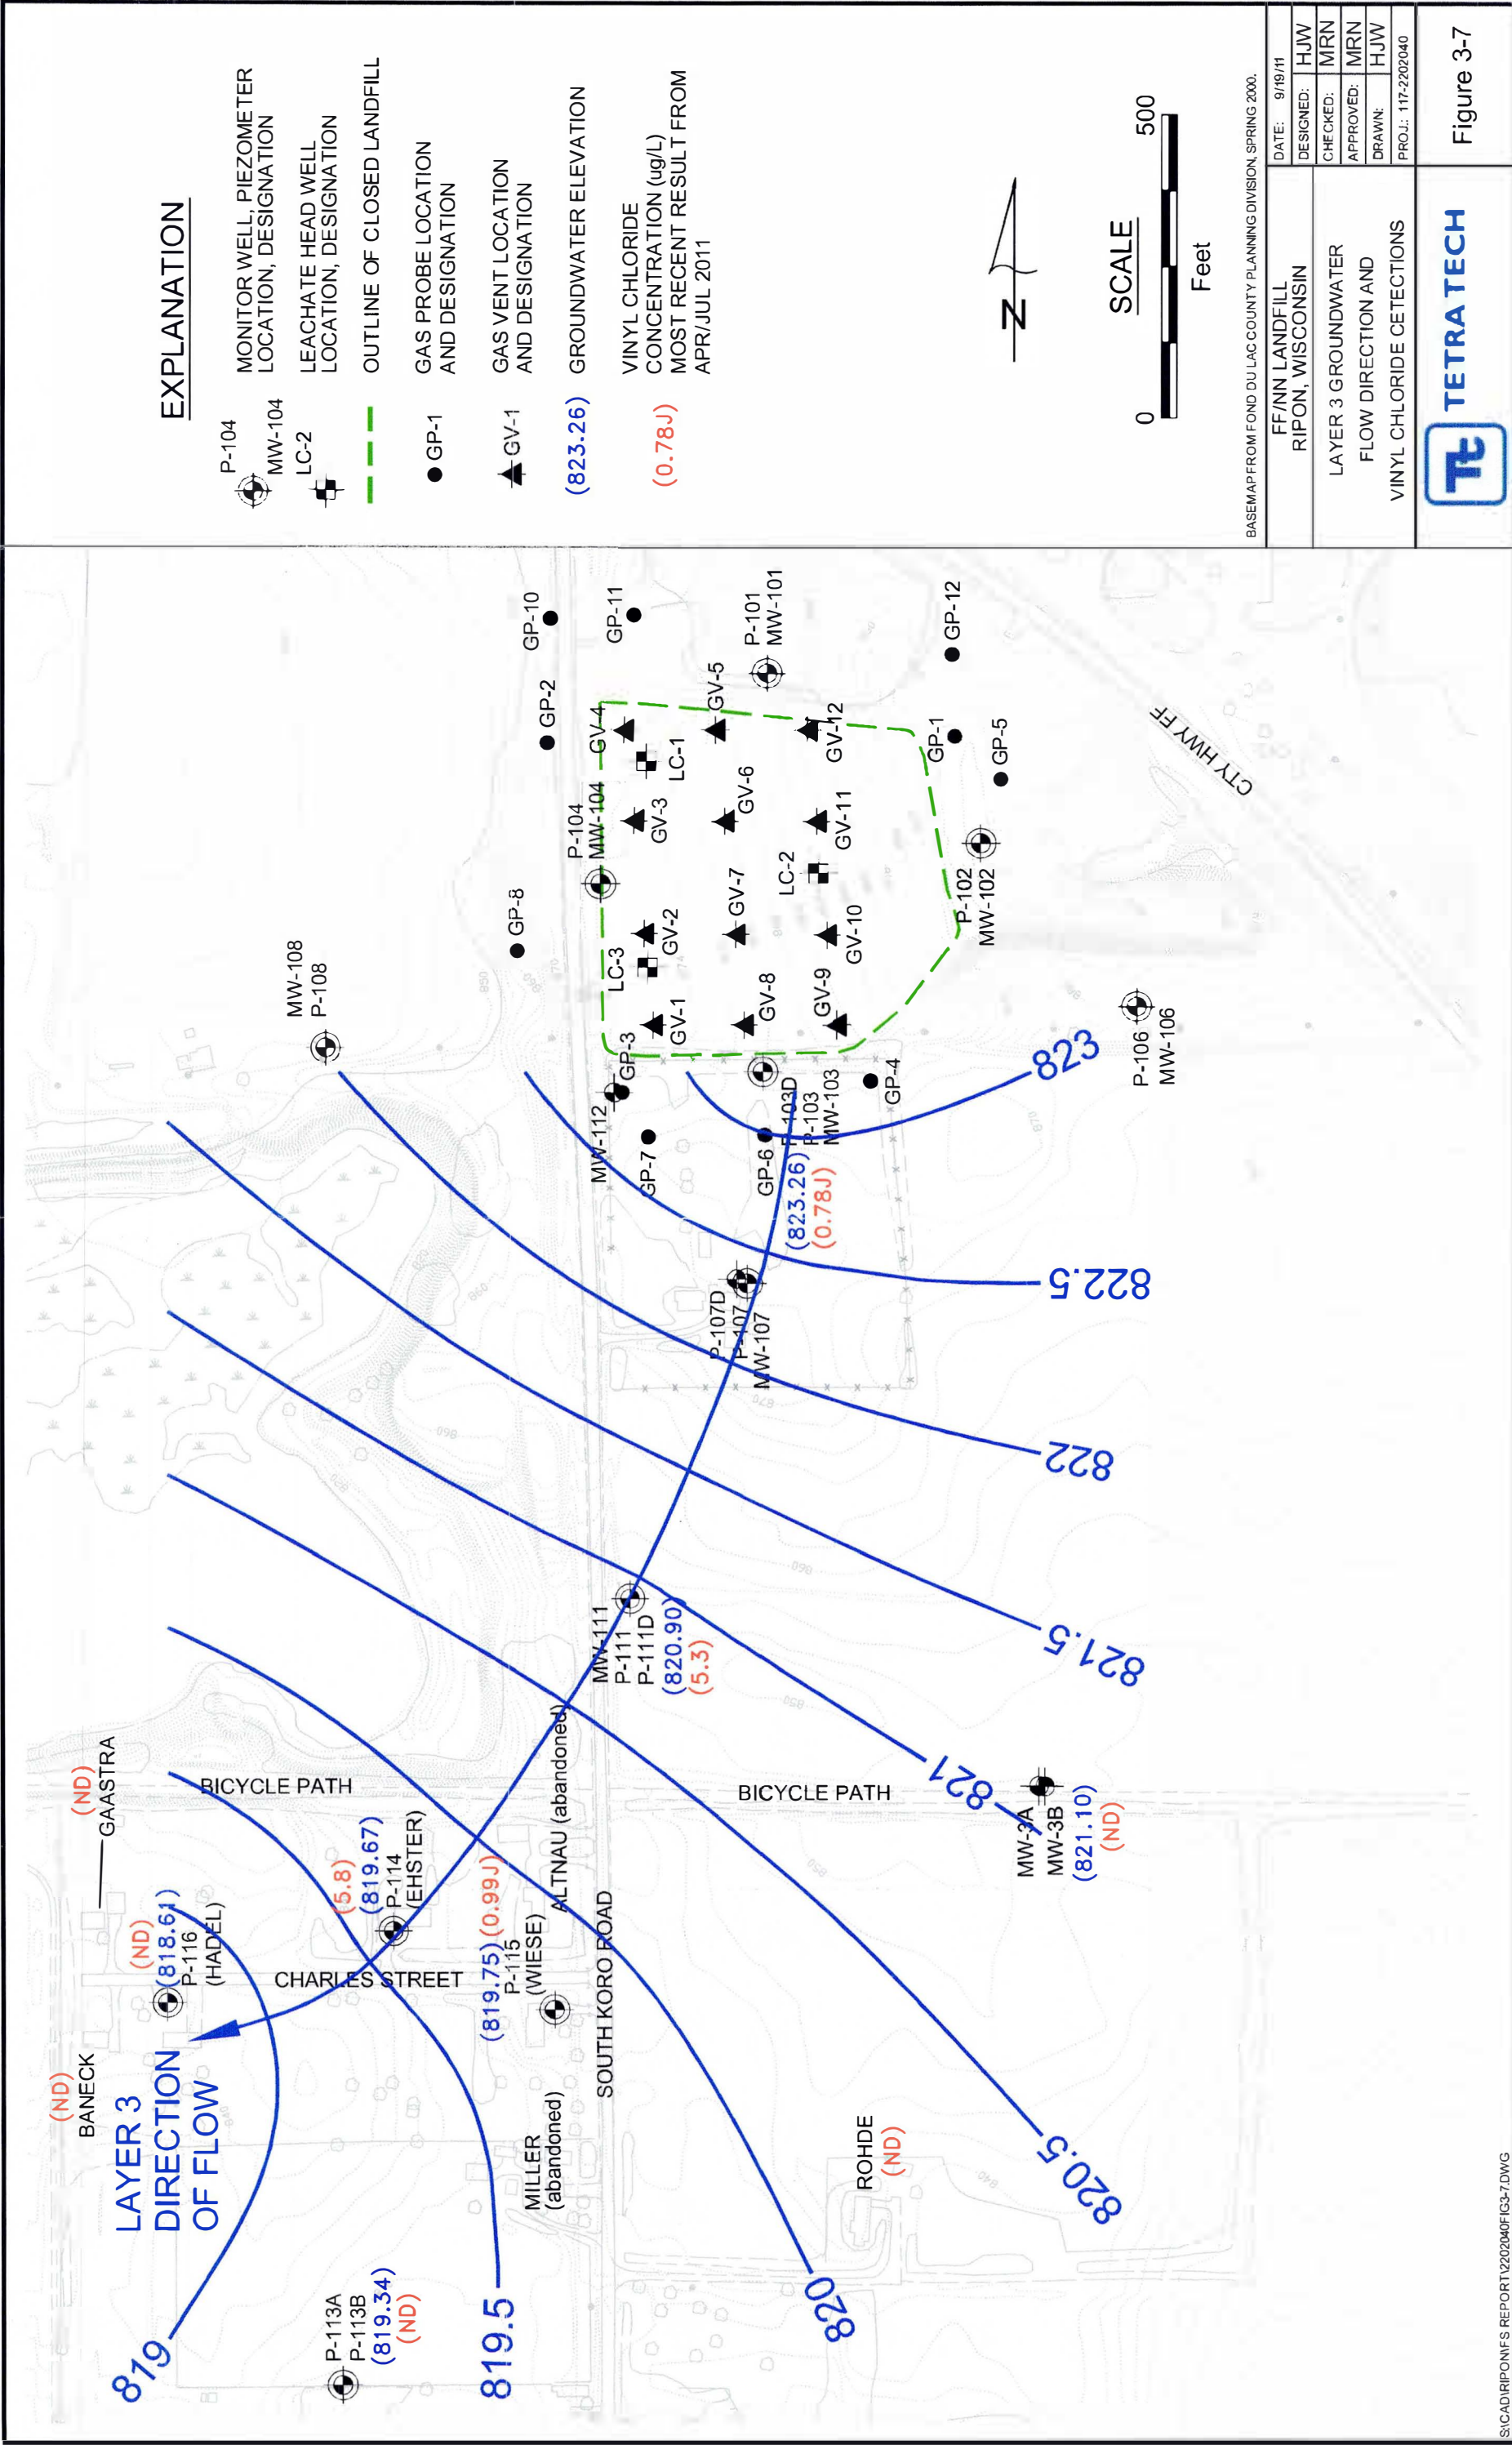 EXPLANATION
P-104
MW-104
MONITOR WELL, PIEZOMETER
LOCATION, DESIGNATION
LC-2
LEACHATE HEAD WELL
LOCATION, DESIGNATION
OUTLINE OF CLOSED LANDFILL
GP-1
GAS PROBE LOCATION
AND DESIGNATION
GV-1
GAS VENT LOCATION
AND DESIGNATION
(823.26)
GROUNDWATER ELEVATION
(0.78J)
VINYL CHLORIDE
CONCENTRATION (ug/L)
MOST RECENT RESULT FROM
APR/JUL 2011
N
SCALE
0
500
Feet
BASEMAP FROM FOND DU LAC COUNTY PLANNING DIVISION, SPRING 2000.
FF/NN LANDFILL
RIPON, WISCONSIN
LAYER 3 GROUNDWATER
FLOW DIRECTION AND
VINYL CHLORIDE CETECTIONS
DATE: 9/19/11
DESIGNED: HJW
CHECKED: MRN
APPROVED: MRN
DRAWN: HJW
PROJ.: 117-2202040
Tt
TETRA TECH
Figure 3-7
GP-10
GP-11
P-101
MW-101
GP-12
GP-2
GV-4
GV-5
GV-12
GP-1
GP-5
CTY HWY FF
LC-1
P-104
MW-104
GV-3
GV-6
GV-11
LC-2
GP-8
LC-3
GV-2
GV-7
GV-10
P-102
MW-102
MW-108
P-108
GV-1
GV-8
GV-9
P-106
MW-106
GP-3
MW-112
GP-7
GP-6
P-103D
P-103
MW-103
(823.26)
(0.78J)
GP-4
823
P-107D
P-107
MW-107
822.5
822
821.5
MW-111
P-111
P-111D
(820.90)
(5.3)
821
MW-3A
MW-3B
(821.10)
(ND)
BICYCLE PATH
BICYCLE PATH
(ND)
GAASTRA
(ND)
(818.61)
P-116
(HADEL)
(5.8)
(819.67)
P-114
(EHSTER)
CHARLES STREET
(819.75) (0.99J)
P-115
(WIESE)
ALTNAU (abandoned)
SOUTH KORO ROAD
(ND)
BANECK
LAYER 3
DIRECTION
OF FLOW
MILLER
(abandoned)
ROHDE
(ND)
820.5
P-113A
P-113B
(819.34)
(ND)
819
819.5
820
S:\CAD\RIPON\FS REPORT\2202040FIG3-7.DWG